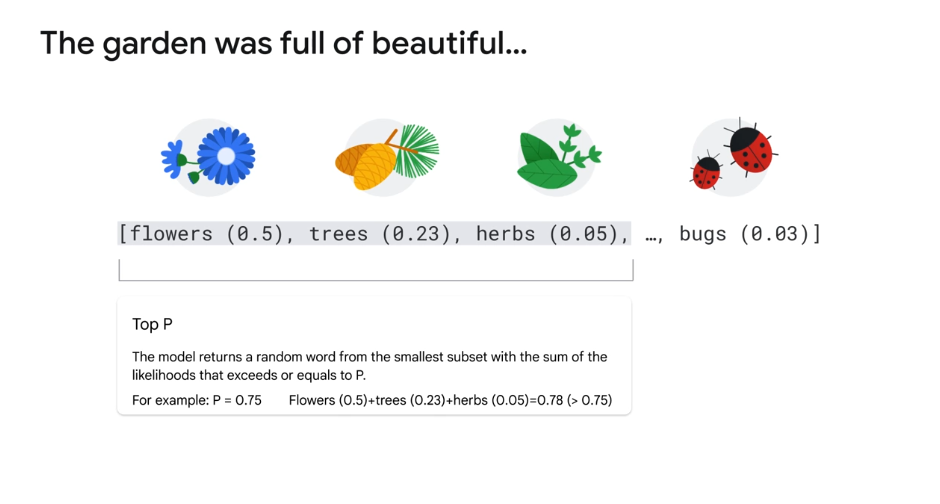 The garden was full of beautiful...
[flowers (0.5), trees (0.23), herbs (0.05), …, bugs (0.03)]
Top P
The model returns a random word from the smallest subset with the sum of the
likelihoods that exceeds or equals to P.
For example: P = 0.75 Flowers (0.5)+trees (0.23)+herbs (0.05)=0.78 (> 0.75)